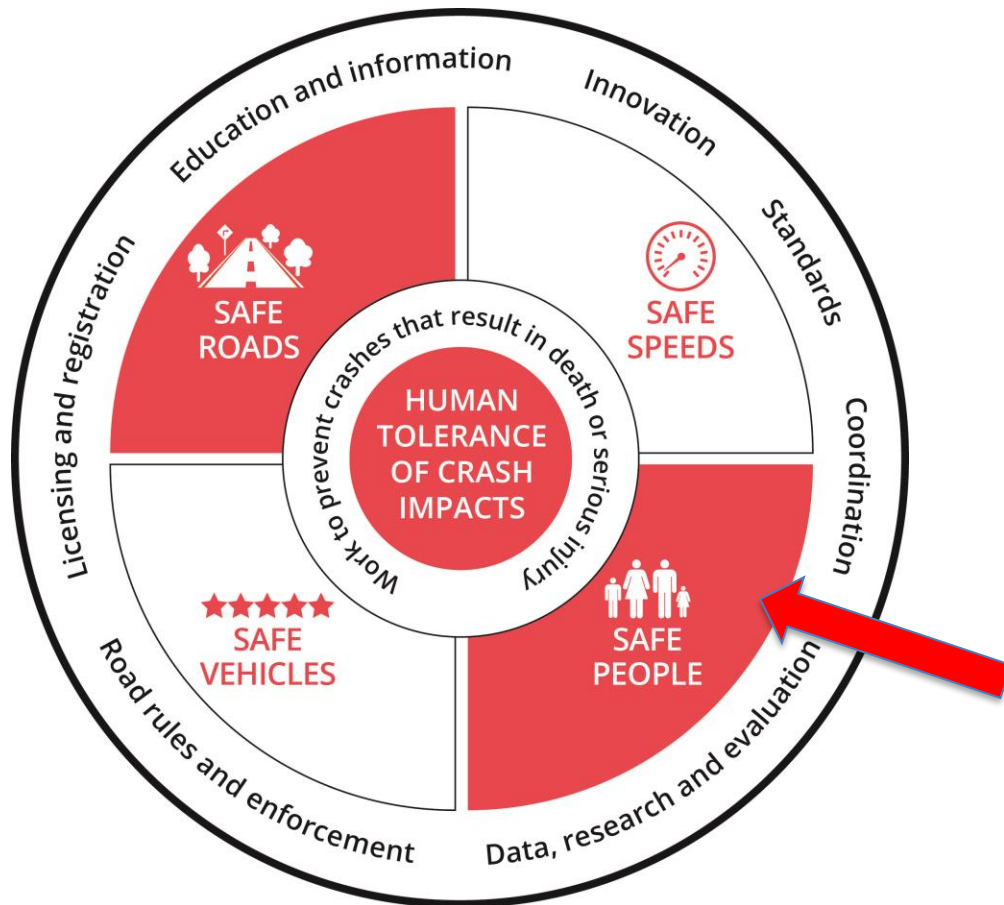 Education and information
Innovation
Standards
Coordination
Data, research and evaluation
Road rules and enforcement
Licensing and registration
SAFE
ROADS
SAFE
SPEEDS
Work to prevent crashes that result in death or serious injury
HUMAN
TOLERANCE
OF CRASH
IMPACTS
SAFE
VEHICLES
SAFE
PEOPLE